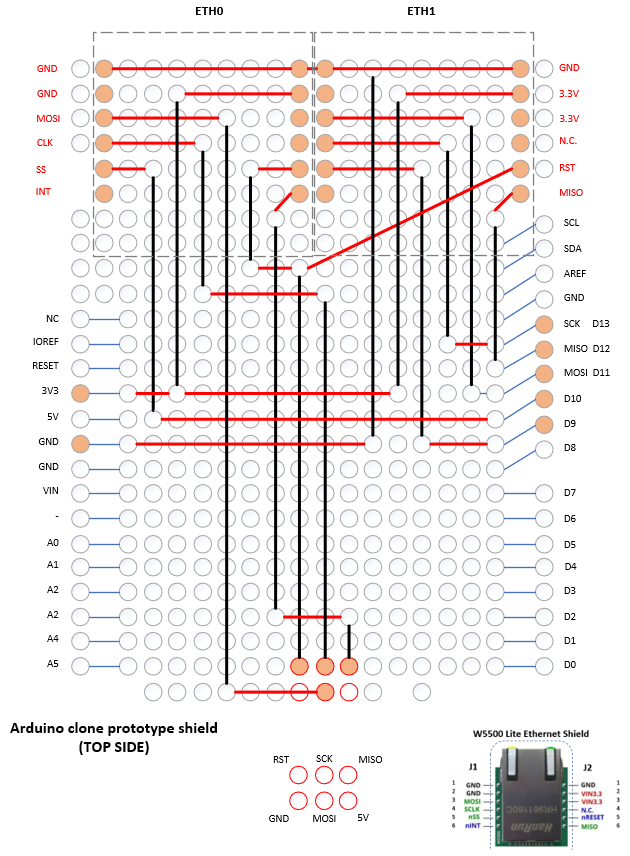 ETH0 ETH1
GND GND
GND 3.3V
MOSI 3.3V
CLK N.C.
SS RST
INT MISO
SCL
SDA
AREF
GND
NC SCK D13
IOREF MISO D12
RESET MOSI D11
3V3 D10
5V D9
GND D8
GND
VIN D7
- D6
A0 D5
A1 D4
A2 D3
A2 D2
A4 D1
A5 D0
Arduino clone prototype shield
(TOP SIDE)
RST SCK MISO
GND MOSI 5V
W5500 Lite Ethernet Shield
J1 J2
1 GND GND 1
2 GND VIN3.3 2
3 MOSI VIN3.3 3
4 SCLK N.C. 4
5 nSS nRESET 5
6 nINT MISO 6
HanRun
HR961160C